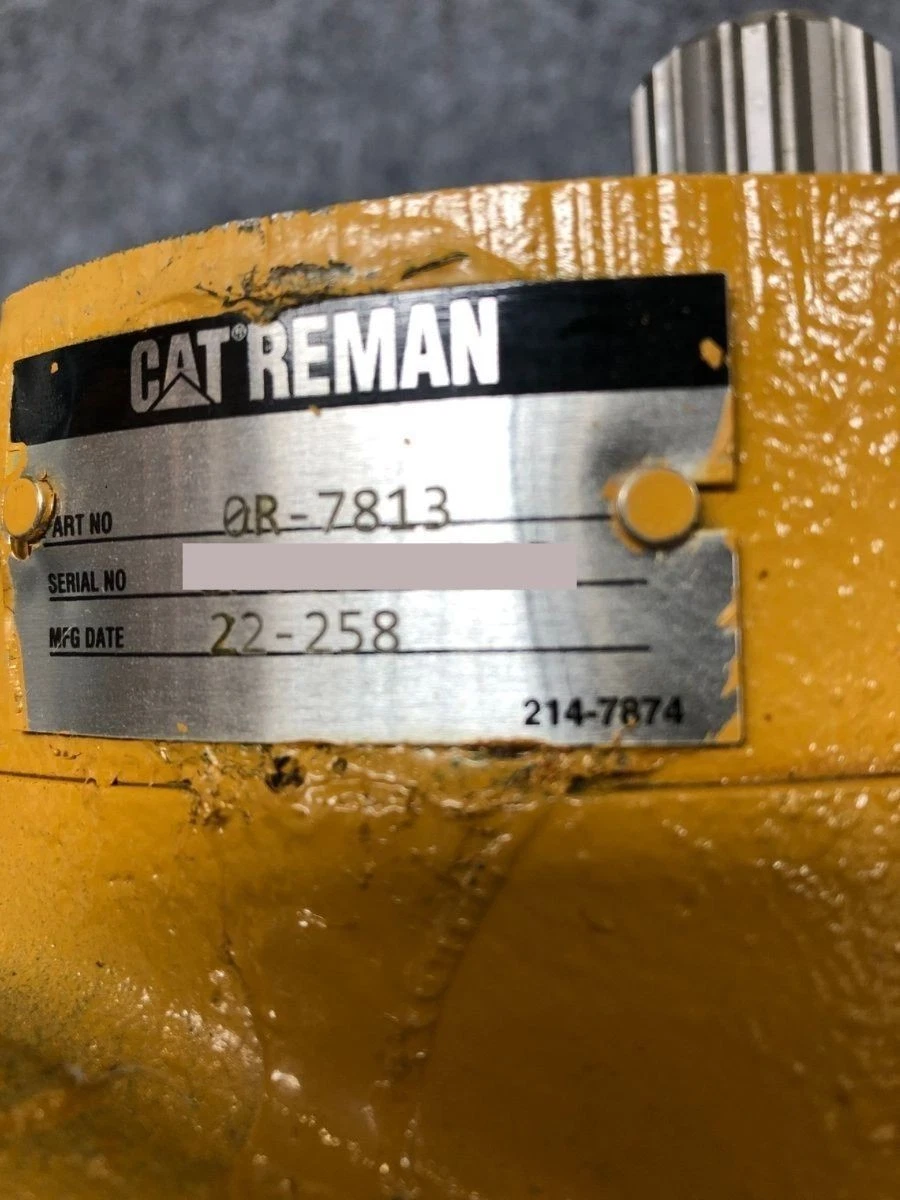 CAT® REMAN
PART NO 0R-7813
SERIAL NO
MFG DATE 22-258
214-7874